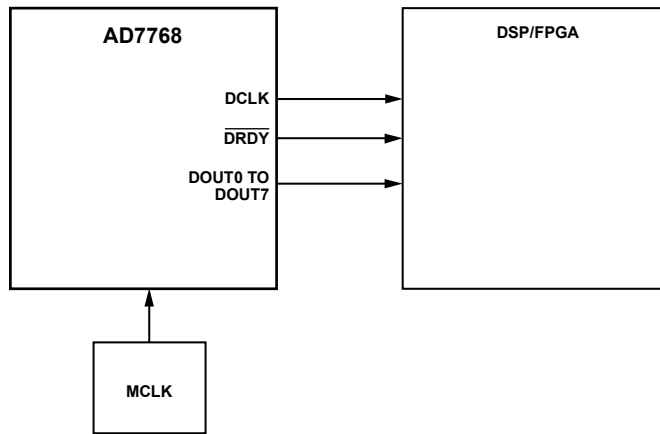 AD7768
DSP/FPGA
DCLK
DRDY
DOUT0 TO
DOUT7
MCLK